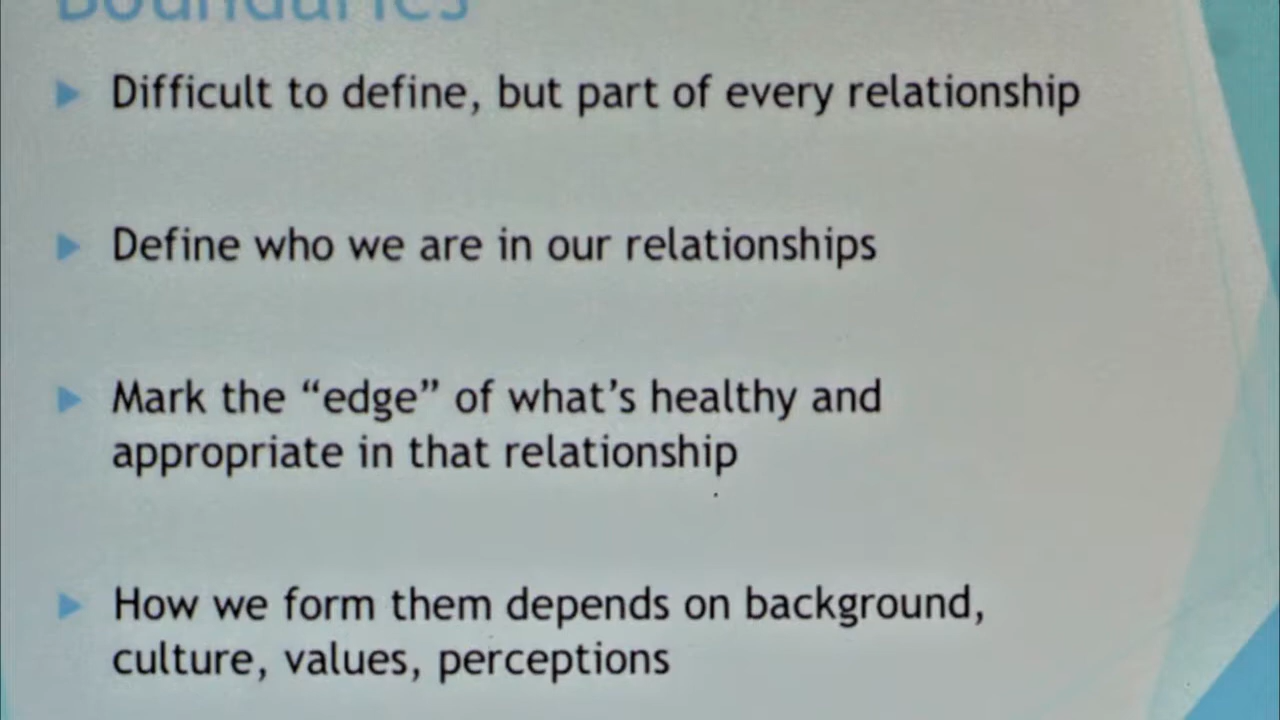 Boundaries
Difficult to define, but part of every relationship
Define who we are in our relationships
Mark the “edge” of what’s healthy and
appropriate in that relationship
How we form them depends on background,
culture, values, perceptions